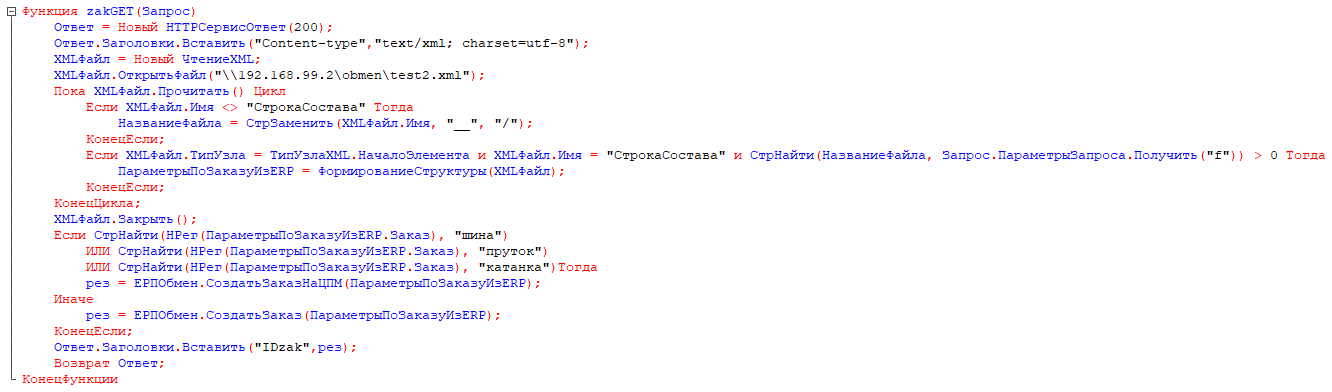 Функция zakGET(Запрос)
    Ответ = Новый HTTPСервисОтвет(200);
    Ответ.Заголовки.Вставить("Content-type","text/xml; charset=utf-8");
    XMLФайл = Новый ЧтениеXML;
    XMLФайл.ОткрытьФайл("\\192.168.99.2\obmen\test2.xml");
    Пока XMLФайл.Прочитать() Цикл
        Если XMLФайл.Имя <> "СтрокаСостава" Тогда
            НазваниеФайла = СтрЗаменить(XMLФайл.Имя, "__", "/");
        КонецЕсли;
        Если XMLФайл.ТипУзла = ТипУзлаXML.НачалоЭлемента и XMLФайл.Имя = "СтрокаСостава" и СтрНайти(НазваниеФайла, Запрос.ПараметрыЗапроса.Получить("f")) > 0 Тогда
            ПараметрыПоЗаказуИзERP = ФормированиеСтруктуры(XMLФайл);
        КонецЕсли;
    КонецЦикла;
    XMLФайл.Закрыть();
    Если СтрНайти(НРег(ПараметрыПоЗаказуИзERP.Заказ), "шина")
        ИЛИ СтрНайти(НРег(ПараметрыПоЗаказуИзERP.Заказ), "пруток")
        ИЛИ СтрНайти(НРег(ПараметрыПоЗаказуИзERP.Заказ), "катанка")Тогда
        рез = ЕРПОбмен.СоздатьЗаказНаЦПМ(ПараметрыПоЗаказуИзERP);
    Иначе
        рез = ЕРПОбмен.СоздатьЗаказ(ПараметрыПоЗаказуИзERP);
    КонецЕсли;
    Ответ.Заголовки.Вставить("IDzak",рез);
    Возврат Ответ;
КонецФункции